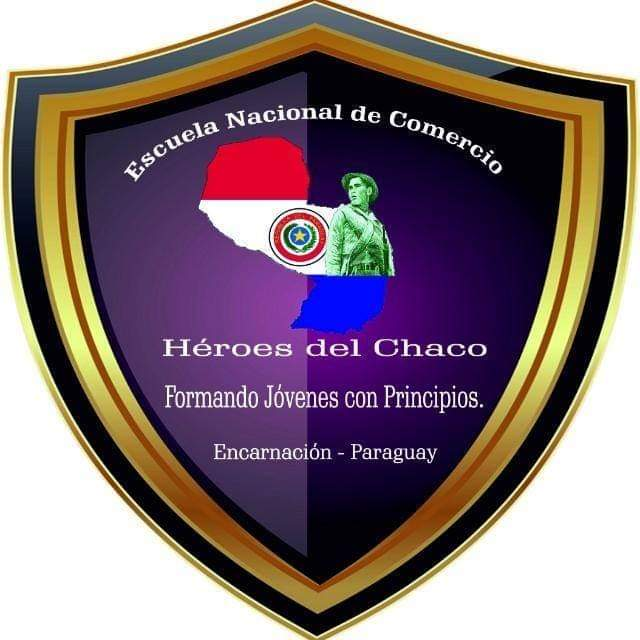 Escuela Nacional de Comercio
Héroes del Chaco
Formando Jóvenes con Principios.
Encarnación - Paraguay